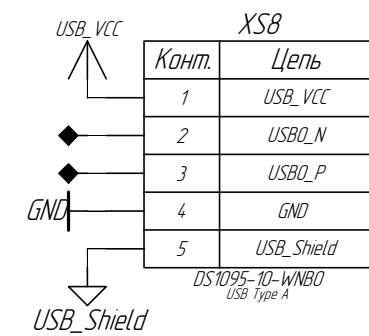 USB_VCC
XS8
Конт. Цепь
1 USB_VCC
2 USB0_N
3 USB0_P
GND 4 GND
5 USB_Shield
DS1095-10-WNB0
USB Type A
USB_Shield